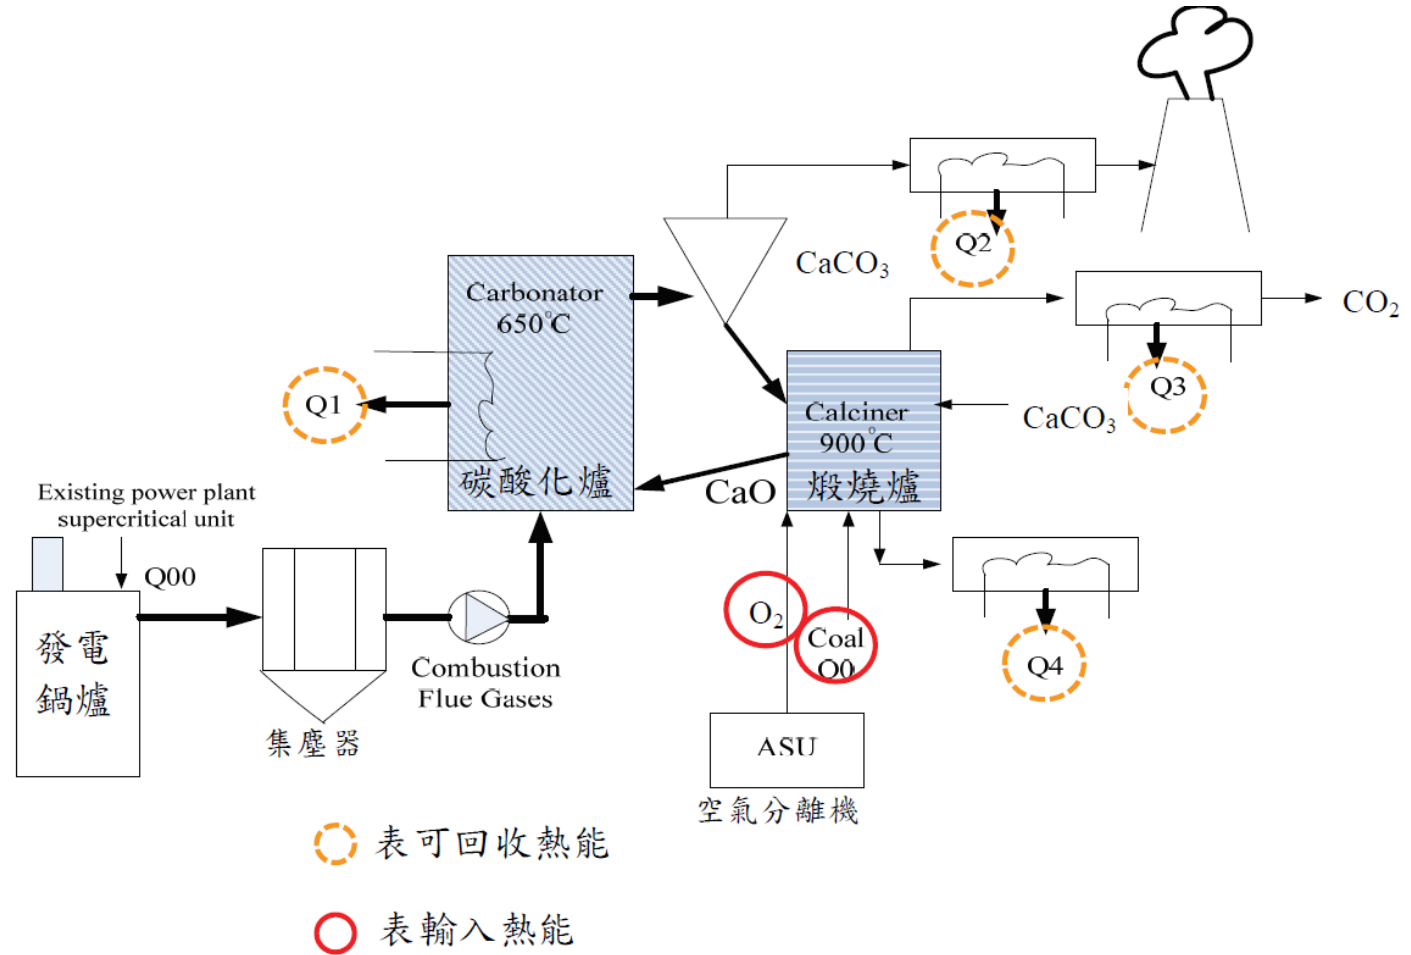 Q2
CaCO3
Carbonator
650°C
碳酸化爐
Q1
CO2
Q3
CaCO3
Calciner
900°C
煅燒爐
CaO
Existing power plant
supercritical unit
Q00
發電
鍋爐
集塵器
Combustion
Flue Gases
O2
Coal
Q0
Q4
ASU
空氣分離機
表可回收熱能
表輸入熱能